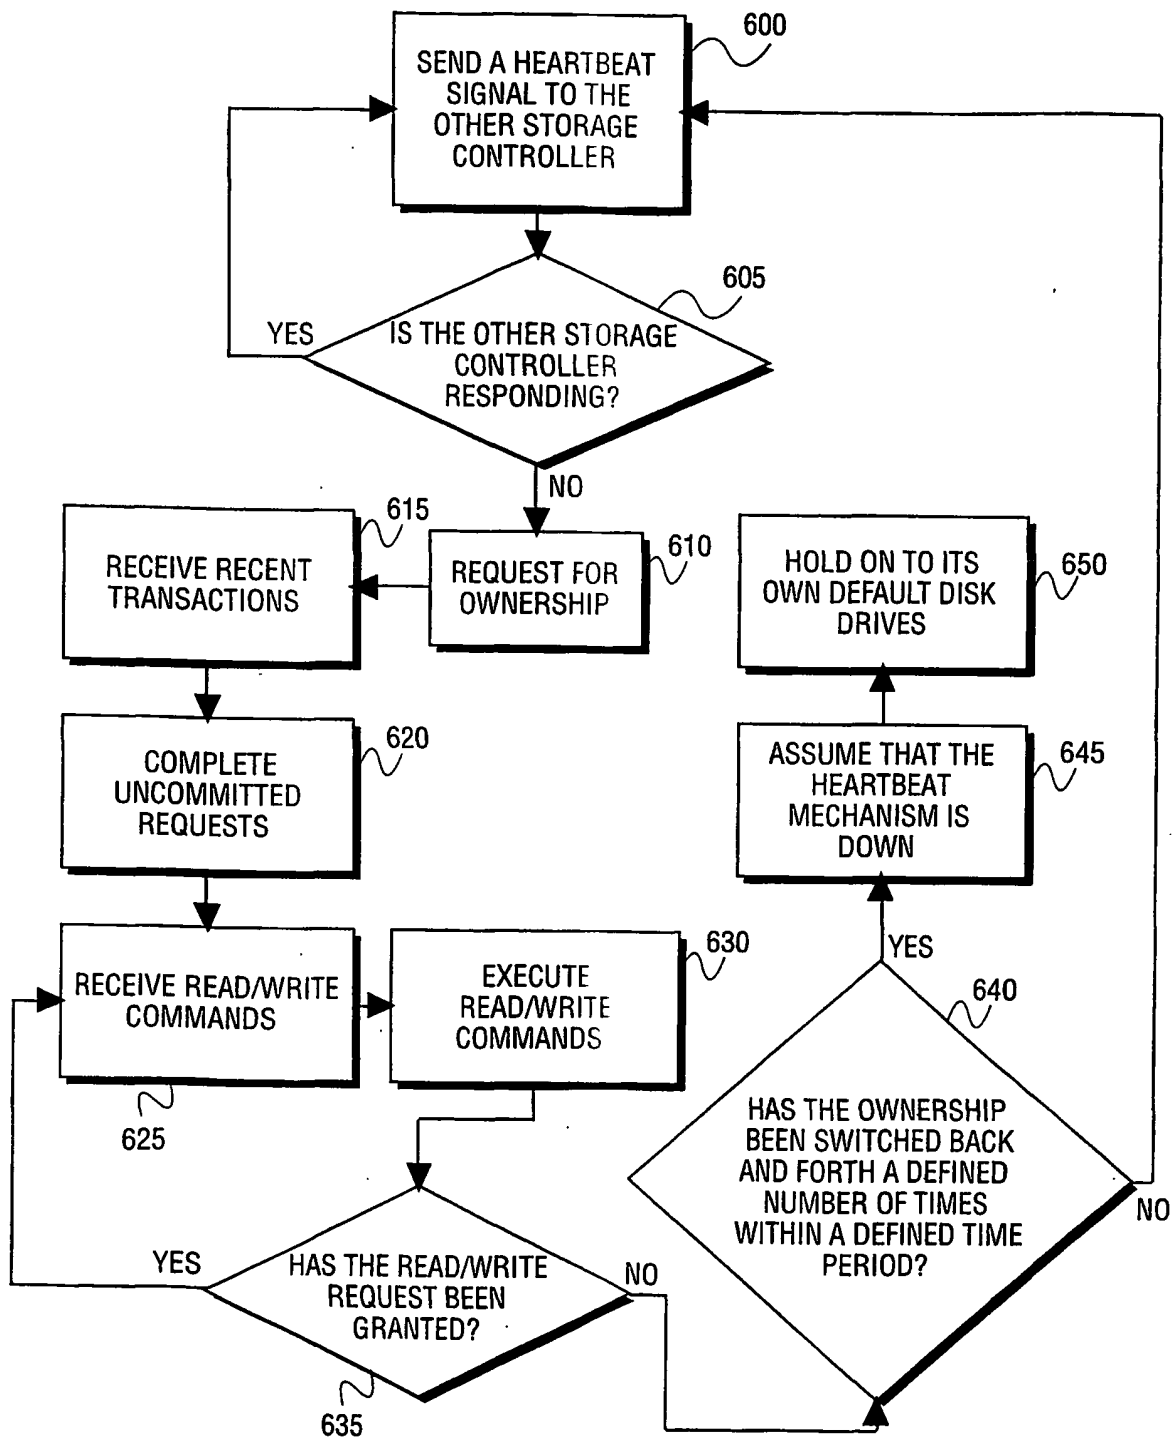 600
SEND A HEARTBEAT
SIGNAL TO THE
OTHER STORAGE
CONTROLLER
605
YES
IS THE OTHER STORAGE
CONTROLLER
RESPONDING?
NO
615
RECEIVE RECENT
TRANSACTIONS
610
REQUEST FOR
OWNERSHIP
650
HOLD ON TO ITS
OWN DEFAULT DISK
DRIVES
620
COMPLETE
UNCOMMITTED
REQUESTS
645
ASSUME THAT THE
HEARTBEAT
MECHANISM IS
DOWN
RECEIVE READ/WRITE
COMMANDS
625
630
EXECUTE
READ/WRITE
COMMANDS
YES
640
HAS THE OWNERSHIP
BEEN SWITCHED BACK
AND FORTH A DEFINED
NUMBER OF TIMES
WITHIN A DEFINED TIME
PERIOD?
NO
YES
HAS THE READ/WRITE
REQUEST BEEN
GRANTED?
NO
635